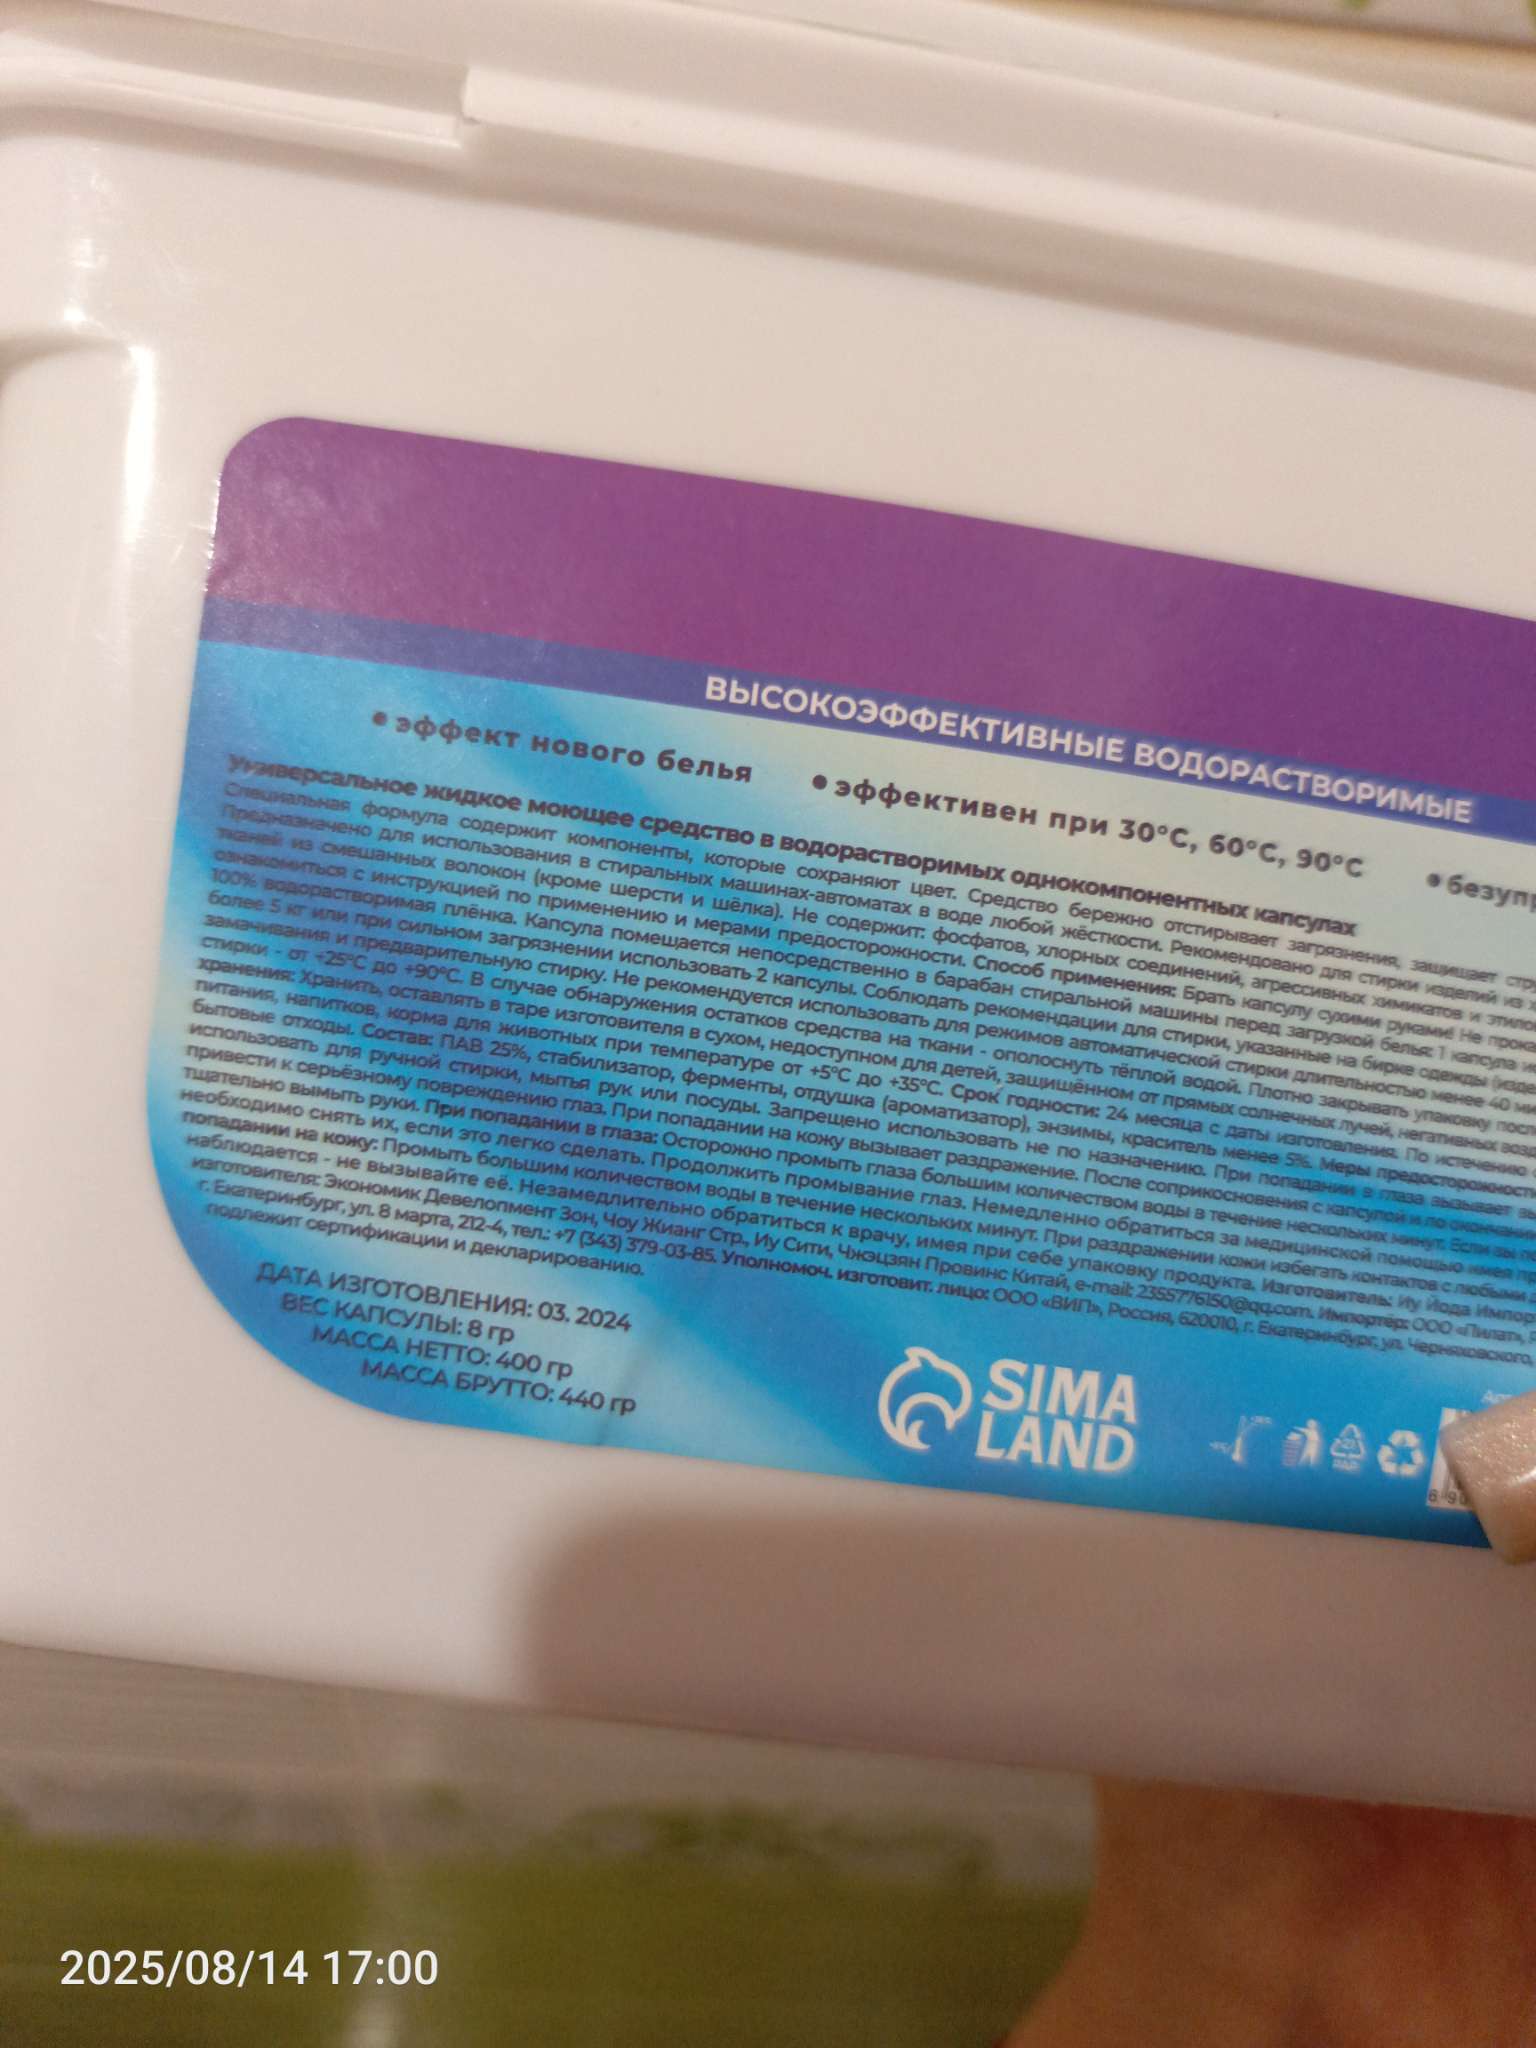 ВЫСОКОЭФФЕКТИВНЫЕ ВОДОРАСТВОРИМЫЕ
• эффект нового белья • эффективен при 30°С, 60°С, 90°С • безупр
Универсальное жидкое моющее средство в водорастворимых однокомпонентных капсулах
Специальная формула содержит компоненты, которые сохраняют цвет. Средство бережно отстирывает загрязнения, защищает стру
Предназначено для использования в стиральных машинах-автоматах в воде любой жёсткости. Рекомендовано для стирки изделий из
тканей из смешанных волокон (кроме шерсти и шёлка). Не содержит: фосфатов, хлорных соединений, агрессивных химикатов и этило
ознакомиться с инструкцией по применению и мерами предосторожности. Способ применения: Брать капсулу сухими руками! Не прока
100% водорастворимая плёнка. Капсула помещается непосредственно в барабан стиральной машины перед загрузкой белья: 1 капсула
более 5 кг или при сильном загрязнении использовать 2 капсулы. Соблюдать рекомендации для стирки, указанные на бирке одежды
замачивания и предварительную стирку. Не рекомендуется использовать для режимов автоматической стирки длительностью менее 40
стирки - от +25°С до +90°С. В случае обнаружения остатков средства на ткани - ополоснуть тёплой водой. Плотно закрывать упаковку
хранения: Хранить, оставлять в таре изготовителя в сухом, недоступном для детей, защищённом от прямых солнечных лучей, негативных
питания, напитков, корма для животных при температуре от +5°С до +35°С. Срок годности: 24 месяца с даты изготовления. По истечению
бытовые отходы. Состав: ПАВ 25%, стабилизатор, ферменты, отдушка (ароматизатор), энзимы, краситель менее 5%. Меры предосторожност
использовать для ручной стирки, мытья рук или посуды. Запрещено использовать не по назначению. При попадании в глаза вызывает
привести к серьёзному повреждению глаз. При попадании на кожу вызывает раздражение. После соприкосновения с капсулой и по окончани
тщательно вымыть руки. При попадании в глаза: Осторожно промыть глаза большим количеством воды в течение нескольких минут. Если вы
необходимо снять их, если это легко сделать. Продолжить промывание глаз. Немедленно обратиться за медицинской помощью имея
попадании на кожу: Промыть большим количеством воды в течение нескольких минут. При раздражении кожи избегать контактов с любыми
наблюдается - не вызывайте её. Незамедлительно обратиться к врачу, имея при себе упаковку продукта. Изготовитель: Иу Йода Импор
изготовителя: Экономик Девелопмент Зон, Чоу Жианг Стр., Иу Сити, Чжэцзян Провинс Китай, e-mail: 2355776150@qq.com. Импортёр: ООО «Пилат»,
г. Екатеринбург, ул. 8 марта, 212-4, тел.: +7 (343) 379-03-85. Уполномоч. изготовит. лицо: ООО «ВИП», Россия, 620010, г. Екатеринбург, ул. Черняховского,
подлежит сертификации и декларированию.
ДАТА ИЗГОТОВЛЕНИЯ: 03. 2024
ВЕС КАПСУЛЫ: 8 гр
МАССА НЕТТО: 400 гр
МАССА БРУТТО: 440 гр
SIMA
LAND
PAP
2025/08/14 17:00